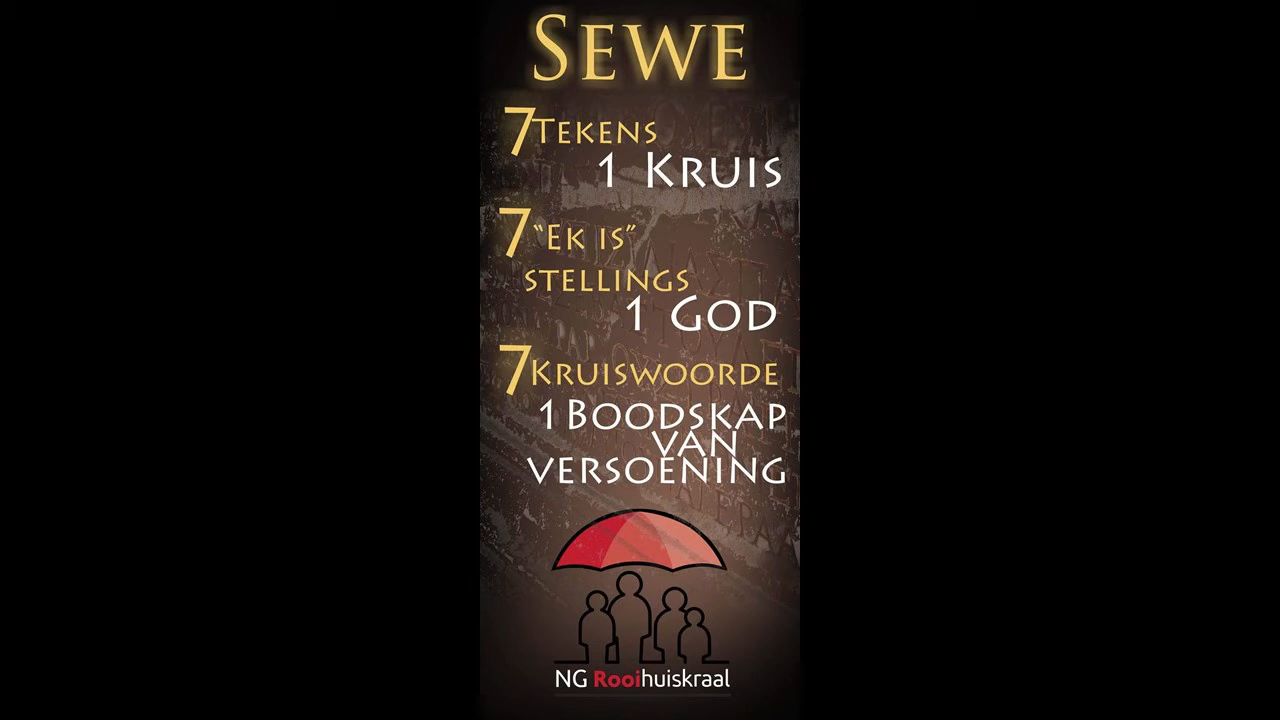 SEWE
7 TEKENS
1 KRUIS
7 “EK IS”
STELLINGS
1 GOD
7 KRUISWOORDE
1 BOODSKAP
VAN
VERSOENING
NG Rooihuiskraal